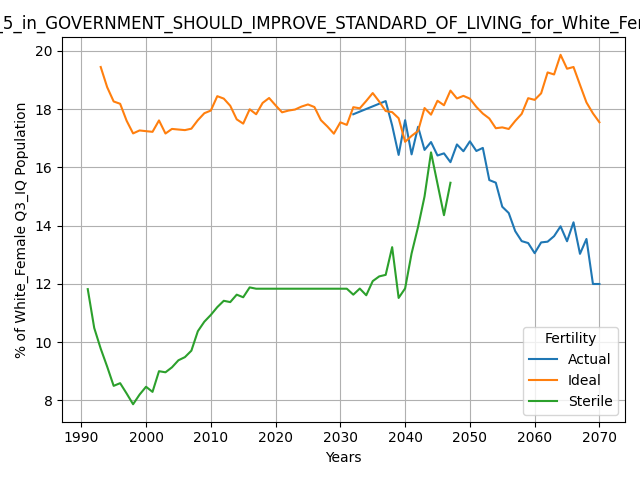 _5_in_GOVERNMENT_SHOULD_IMPROVE_STANDARD_OF_LIVING_for_White_Fe
% of White_Female Q3_IQ Population
20
18
16
14
12
10
8
Fertility
Actual
Ideal
Sterile
1990 2000 2010 2020 2030 2040 2050 2060 2070
Years